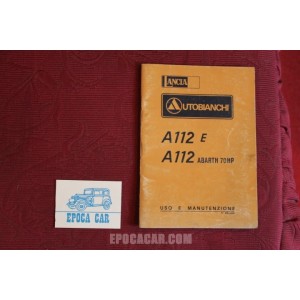 LANCIA
AUTOBIANCHI
A112 E
A112 ABARTH 70HP
USO E MANUTENZIONE
EPOCA CAR
EPOCACAR.COM